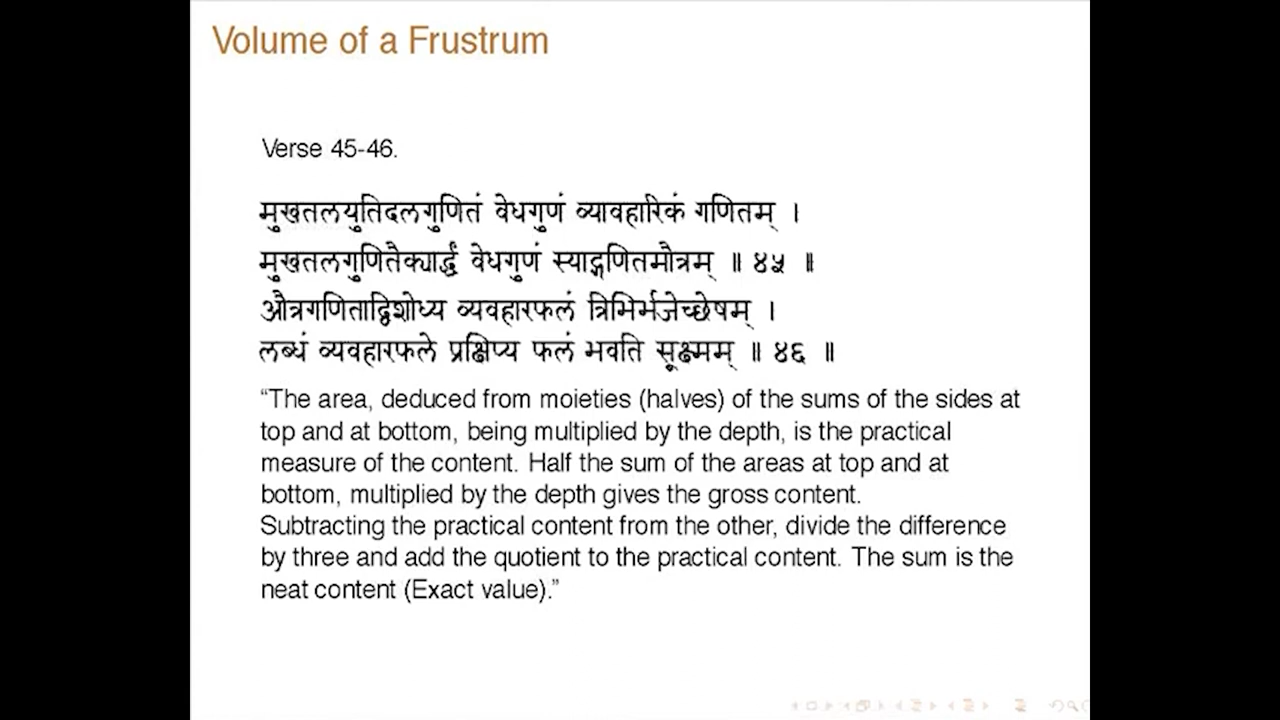 Volume of a Frustrum
Verse 45-46.
मुखतलयुतिदलगुणितं वेधगुणं व्यावहारिकं गणितम् ।
मुखतलगुणितैक्यार्द्धं वेधगुणं स्याद्गणितमौत्रम् ॥ ४५ ॥
औत्रगणिताद्विशोध्य व्यवहारफलं त्रिभिर्भजेच्छेषम् ।
लब्धं व्यवहारफले प्रक्षिप्य फलं भवति सूक्ष्मम् ॥ ४६ ॥
“The area, deduced from moieties (halves) of the sums of the sides at
top and at bottom, being multiplied by the depth, is the practical
measure of the content. Half the sum of the areas at top and at
bottom, multiplied by the depth gives the gross content.
Subtracting the practical content from the other, divide the difference
by three and add the quotient to the practical content. The sum is the
neat content (Exact value).”